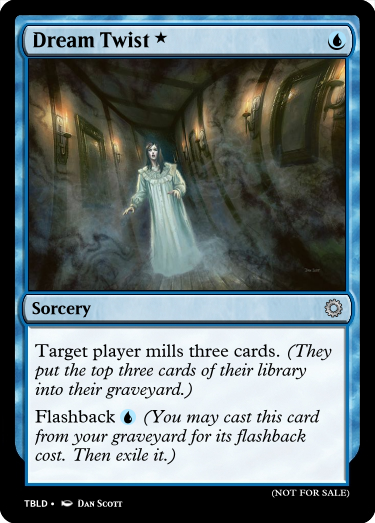 Dream Twist ★
Sorcery
Target player mills three cards. (They
put the top three cards of their library
into their graveyard.)
Flashback (You may cast this card
from your graveyard for its flashback
cost. Then exile it.)
TBLD • Dan Scott
(NOT FOR SALE)